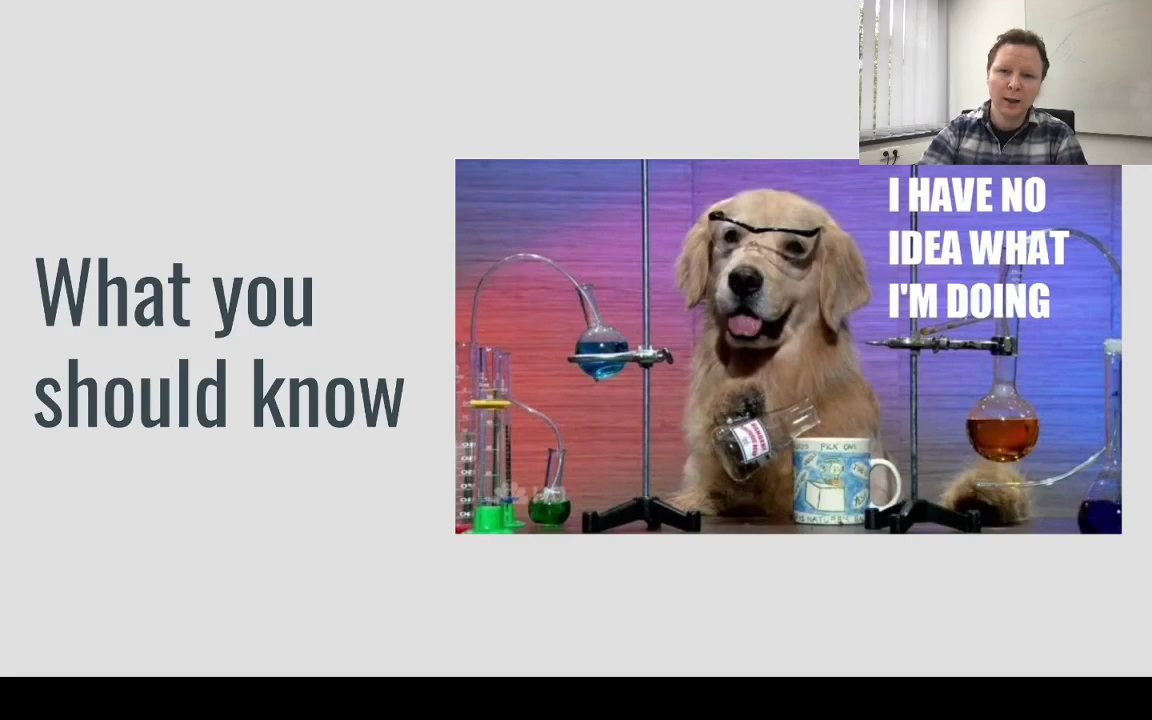 What you
should know
I HAVE NO
IDEA WHAT
I'M DOING